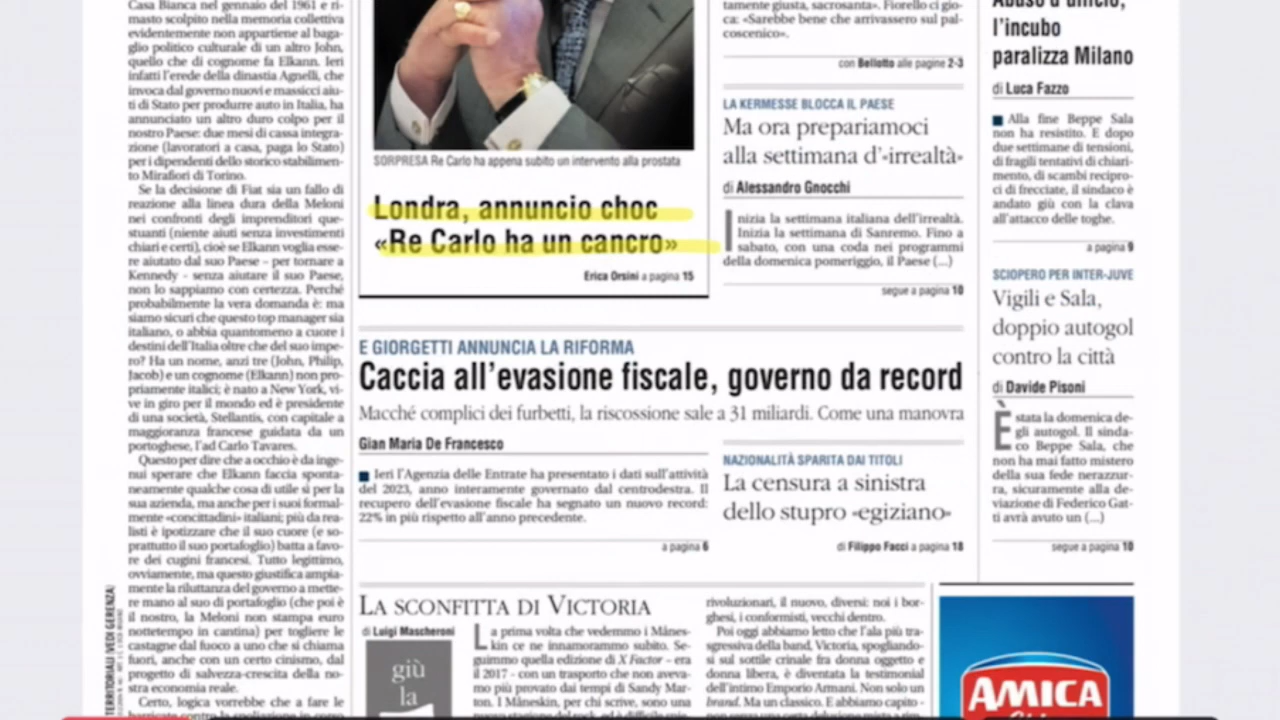 Casa Bianca nel gennaio del 1961 e ri-
masto scolpito nella memoria collettiva
evidentemente non appartiene al baga-
glio politico culturale di un altro John,
quello che di cognome fa Elkann. Ieri
infatti l'erede della dinastia Agnelli, che
invoca dal governo nuovi e massicci aiu-
ti di Stato per produrre auto in Italia, ha
annunciato un altro duro colpo per il
nostro Paese: due mesi di cassa integra-
zione (lavoratori a casa, paga lo Stato)
per i dipendenti dello storico stabilimen-
to Mirafiori di Torino.
Se la decisione di Fiat sia un fallo di
reazione alla linea dura della Meloni
nei confronti degli imprenditori que-
stuanti (niente aiuti senza investimenti
chiari e certi), cioè se Elkann voglia esse-
re aiutato dal suo Paese - per tornare a
Kennedy - senza aiutare il suo Paese,
non lo sappiamo con certezza. Perché
probabilmente la vera domanda è: ma
siamo sicuri che questo top manager sia
italiano, o abbia quantomeno a cuore i
destini dell'Italia oltre che del suo impe-
ro? Ha un nome, anzi tre (John, Philip,
Jacob) e un cognome (Elkann) non pro-
priamente italici; è nato a New York, vi-
ve in giro per il mondo ed è presidente
di una società, Stellantis, con capitale a
maggioranza francese guidata da un
portoghese, l'ad Carlo Tavares.
Questo per dire che a occhio è da inge-
nui sperare che Elkann faccia sponta-
neamente qualche cosa di utile sì per la
sua azienda, ma anche per i suoi formal-
mente «concittadini» italiani; più da rea-
listi è ipotizzare che il suo cuore (e so-
prattutto il suo portafoglio) batta a favo-
re dei cugini francesi. Tutto legittimo,
ovviamente, ma questo giustifica ampia-
mente la riluttanza del governo a mette-
re mano al suo di portafoglio (che poi è
il nostro, la Meloni non stampa euro
nottetempo in cantina) per togliere le
castagne dal fuoco a uno che si chiama
fuori, anche con un certo cinismo, dal
progetto di salvezza-crescita della no-
stra economia reale.
Certo, logica vorrebbe che a fare le
SORPRESA Re Carlo ha appena subito un intervento alla prostata
Londra, annuncio choc
«Re Carlo ha un cancro»
Erica Orsini a pagina 15
tamente giusta, sacrosanta». Fiorello ci gio-
ca: «Sarebbe bene che arrivassero sul pal-
coscenico».
con Bellotto alle pagine 2-3
LA KERMESSE BLOCCA IL PAESE
Ma ora prepariamoci
alla settimana d'«irrealtà»
di Alessandro Gnocchi
Inizia la settimana italiana dell'irrealtà.
Inizia la settimana di Sanremo. Fino a
sabato, con una coda nei programmi
della domenica pomeriggio, il Paese (...)
segue a pagina 10
E GIORGETTI ANNUNCIA LA RIFORMA
Caccia all'evasione fiscale, governo da record
Macché complici dei furbetti, la riscossione sale a 31 miliardi. Come una manovra
Gian Maria De Francesco
Ieri l'Agenzia delle Entrate ha presentato i dati sull'attività
del 2023, anno interamente governato dal centrodestra. Il
recupero dell'evasione fiscale ha segnato un nuovo record:
22% in più rispetto all'anno precedente.
a pagina 6
NAZIONALITÀ SPARITA DAI TITOLI
La censura a sinistra
dello stupro «egiziano»
di Filippo Facci a pagina 18
Abuso d'ufficio,
l'incubo
paralizza Milano
di Luca Fazzo
Alla fine Beppe Sala
non ha resistito. E dopo
due settimane di tensioni,
di fragili tentativi di chiari-
mento, di scambi recipro-
ci di frecciate, il sindaco è
andato giù con la clava
all'attacco delle toghe.
a pagina 9
SCIOPERO PER INTER-JUVE
Vigili e Sala,
doppio autogol
contro la città
di Davide Pisoni
È stata la domenica de-
gli autogol. Il sinda-
co Beppe Sala, che
non ha mai fatto mistero
della sua fede nerazzur-
ra, sicuramente alla de-
viazione di Federico Gat-
ti avrà avuto un (...)
segue a pagina 10
LA SCONFITTA DI VICTORIA
di Luigi Mascheroni
giù
la
La prima volta che vedemmo i Månes-
kin ce ne innamorammo subito. Se-
guimmo quella edizione di X Factor - era
il 2017 - con un trasporto che non aveva-
mo più provato dai tempi di Sandy Mar-
ton. I Måneskin, per chi scrive, sono una
rivoluzionari, il nuovo, diversi: noi i bor-
ghesi, i conformisti, vecchi dentro.
Poi oggi abbiamo letto che l'ala più tra-
sgressiva della band, Victoria, spogliando-
si sul sottile crinale fra donna oggetto e
donna libera, è diventata la testimonial
dell'intimo Emporio Armani. Non solo un
brand. Ma un classico. E abbiamo capito -
AMICA